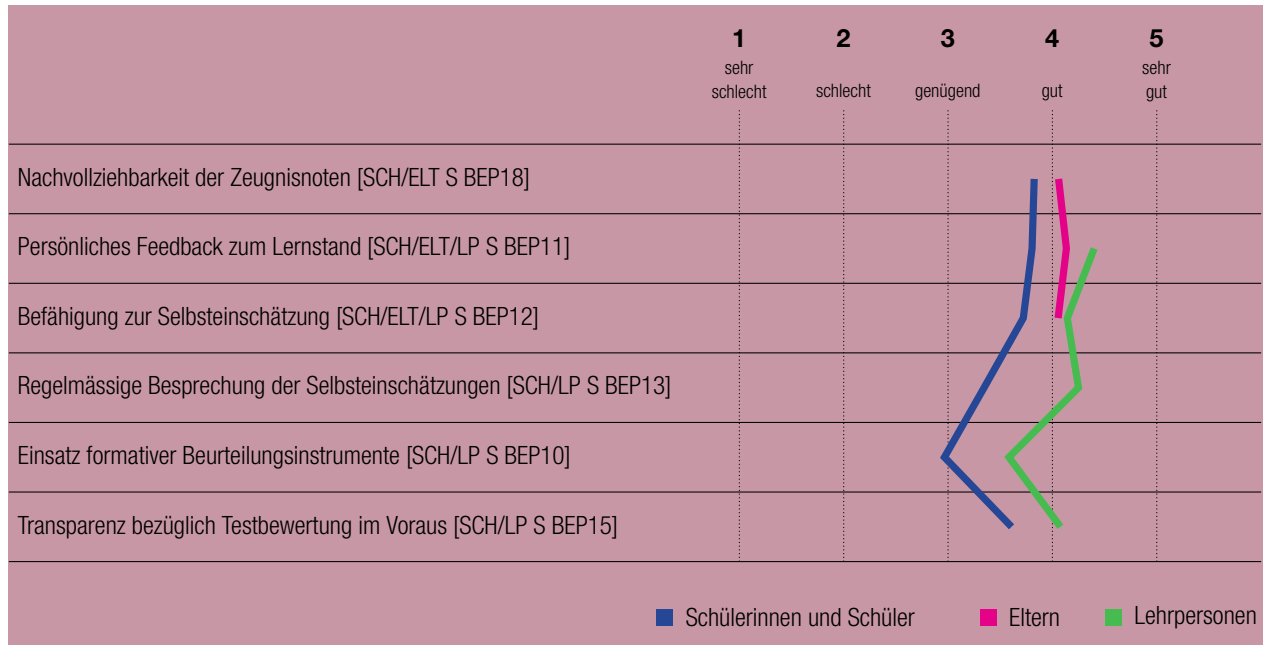 1 2 3 4 5
sehr schlecht schlecht genügend gut sehr gut
Nachvollziehbarkeit der Zeugnisnoten [SCH/ELT S BEP18]
Persönliches Feedback zum Lernstand [SCH/ELT/LP S BEP11]
Befähigung zur Selbsteinschätzung [SCH/ELT/LP S BEP12]
Regelmässige Besprechung der Selbsteinschätzungen [SCH/LP S BEP13]
Einsatz formativer Beurteilungsinstrumente [SCH/LP S BEP10]
Transparenz bezüglich Testbewertung im Voraus [SCH/LP S BEP15]
Schülerinnen und Schüler Eltern Lehrpersonen